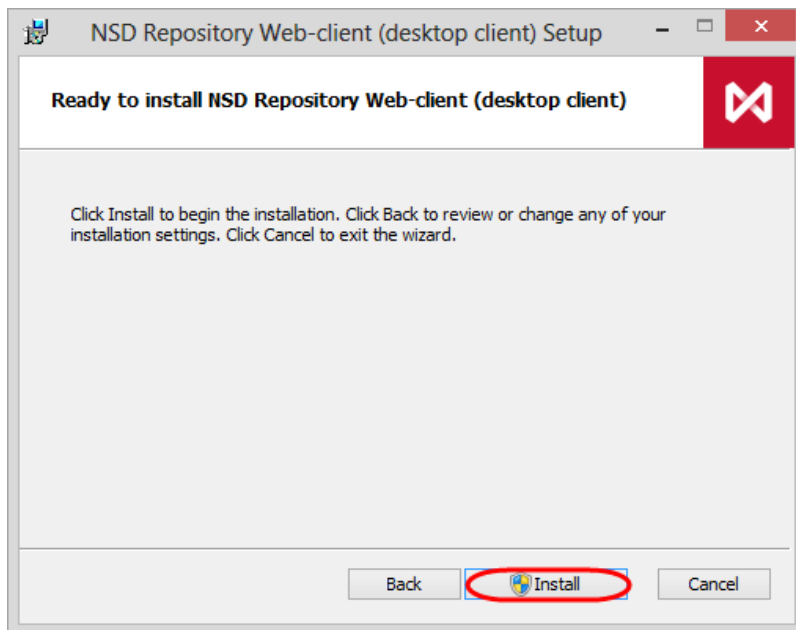 NSD Repository Web-client (desktop client) Setup
Ready to install NSD Repository Web-client (desktop client)
Click Install to begin the installation. Click Back to review or change any of your
installation settings. Click Cancel to exit the wizard.
Back Install Cancel